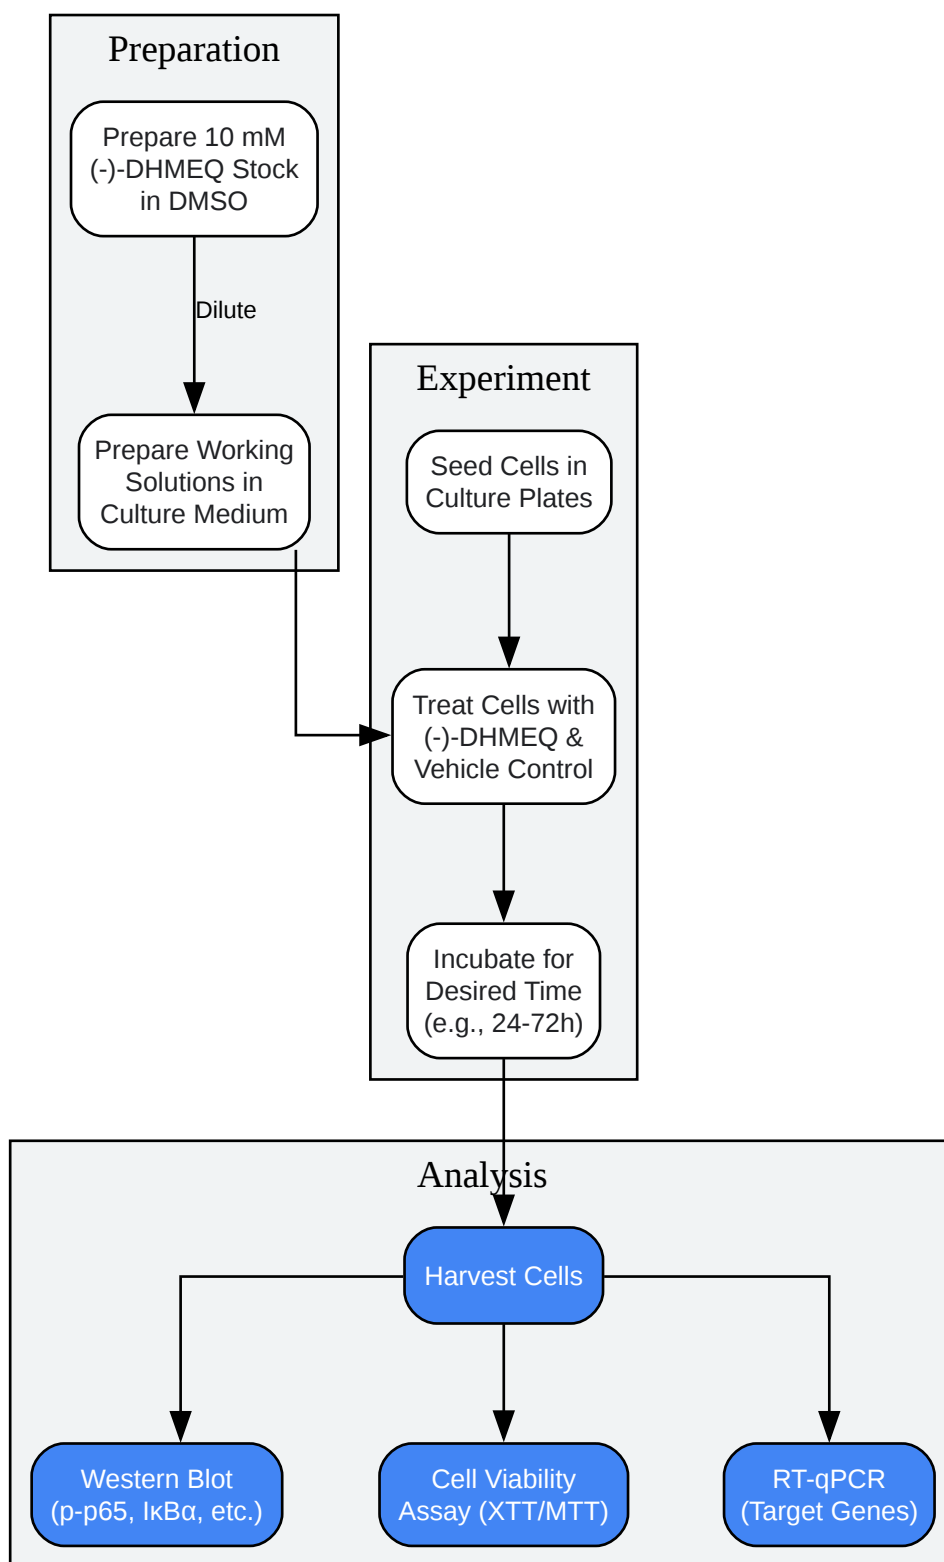 Preparation
Prepare 10 mM
(-)-DHMEQ Stock
in DMSO
Dilute
Prepare Working
Solutions in
Culture Medium
Experiment
Seed Cells in
Culture Plates
Treat Cells with
(-)-DHMEQ &
Vehicle Control
Incubate for
Desired Time
(e.g., 24-72h)
Analysis
Harvest Cells
Western Blot
(p-p65, IκBα, etc.)
Cell Viability
Assay (XTT/MTT)
RT-qPCR
(Target Genes)